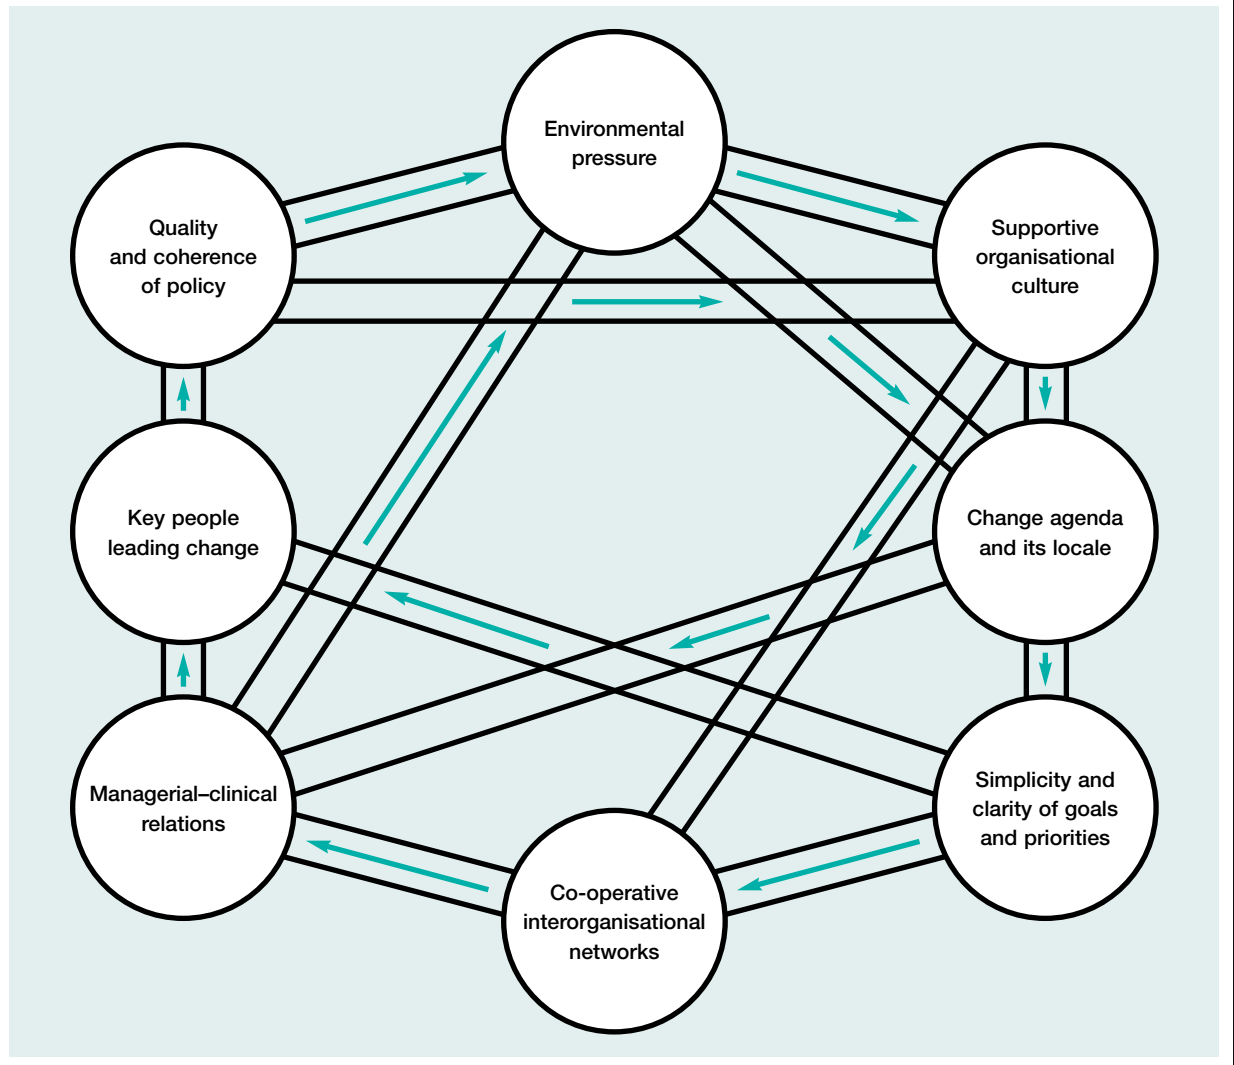 Environmental
pressure
Quality
and coherence
of policy
Supportive
organisational
culture
Key people
leading change
Change agenda
and its locale
Managerial–clinical
relations
Simplicity and
clarity of goals
and priorities
Co-operative
interorganisational
networks